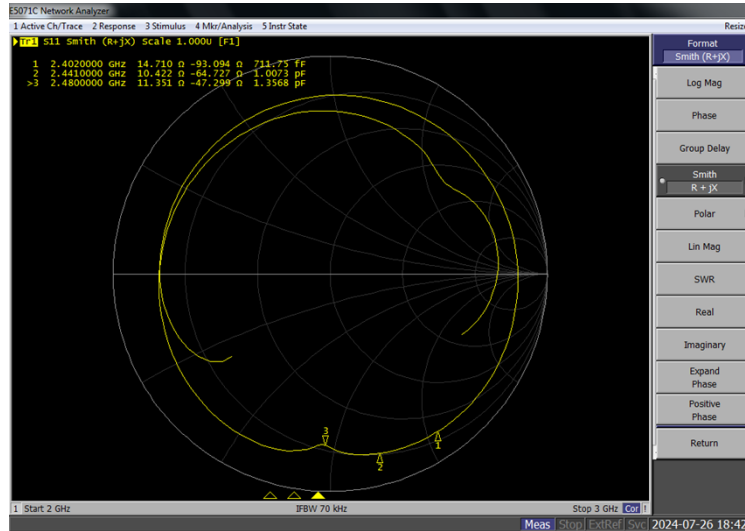 E5071C Network Analyzer
1 Active Ch/Trace 2 Response 3 Stimulus 4 Mkr/Analysis 5 Instr State
Resize
Tr1 S11 Smith (R+jX) Scale 1.000U [F1]
1 2.4020000 GHz 14.710 Ω -93.094 Ω 711.75 fF
2 2.4410000 GHz 10.422 Ω -64.727 Ω 1.0073 pF
>3 2.4800000 GHz 11.351 Ω -47.299 Ω 1.3568 pF
3
1
2
Format
Smith (R+jX)
Log Mag
Phase
Group Delay
Smith
R + jX
Polar
Lin Mag
SWR
Real
Imaginary
Expand
Phase
Positive
Phase
Return
1 Start 2 GHz
IFBW 70 kHz
Stop 3 GHz Cor !
Meas Stop ExtRef Svc 2024-07-26 18:42